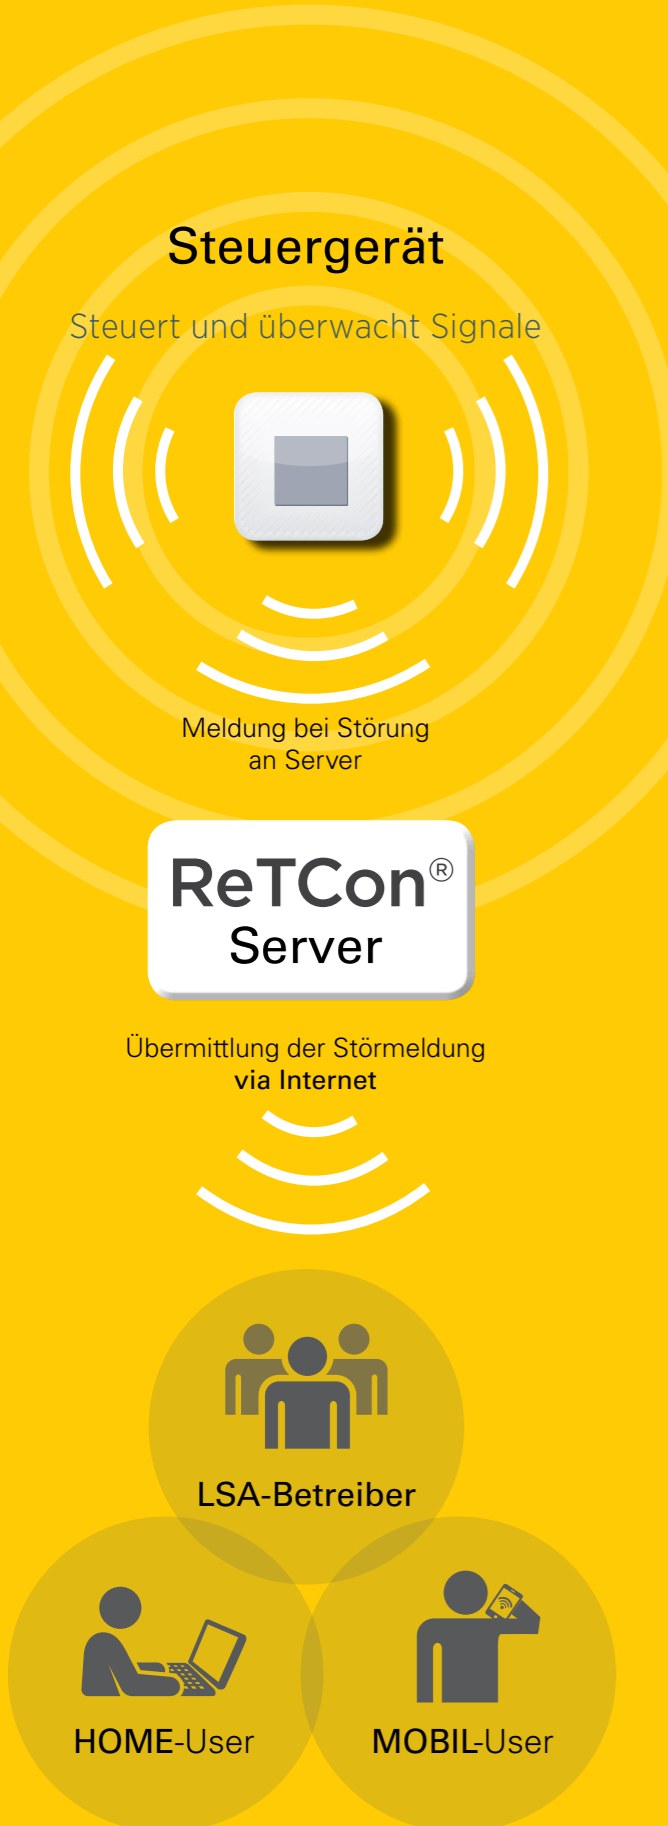 Steuergerät
Steuert und überwacht Signale
Meldung bei Störung
an Server
ReTCon®
Server
Übermittlung der Störmeldung
via Internet
LSA-Betreiber
HOME-User
MOBIL-User